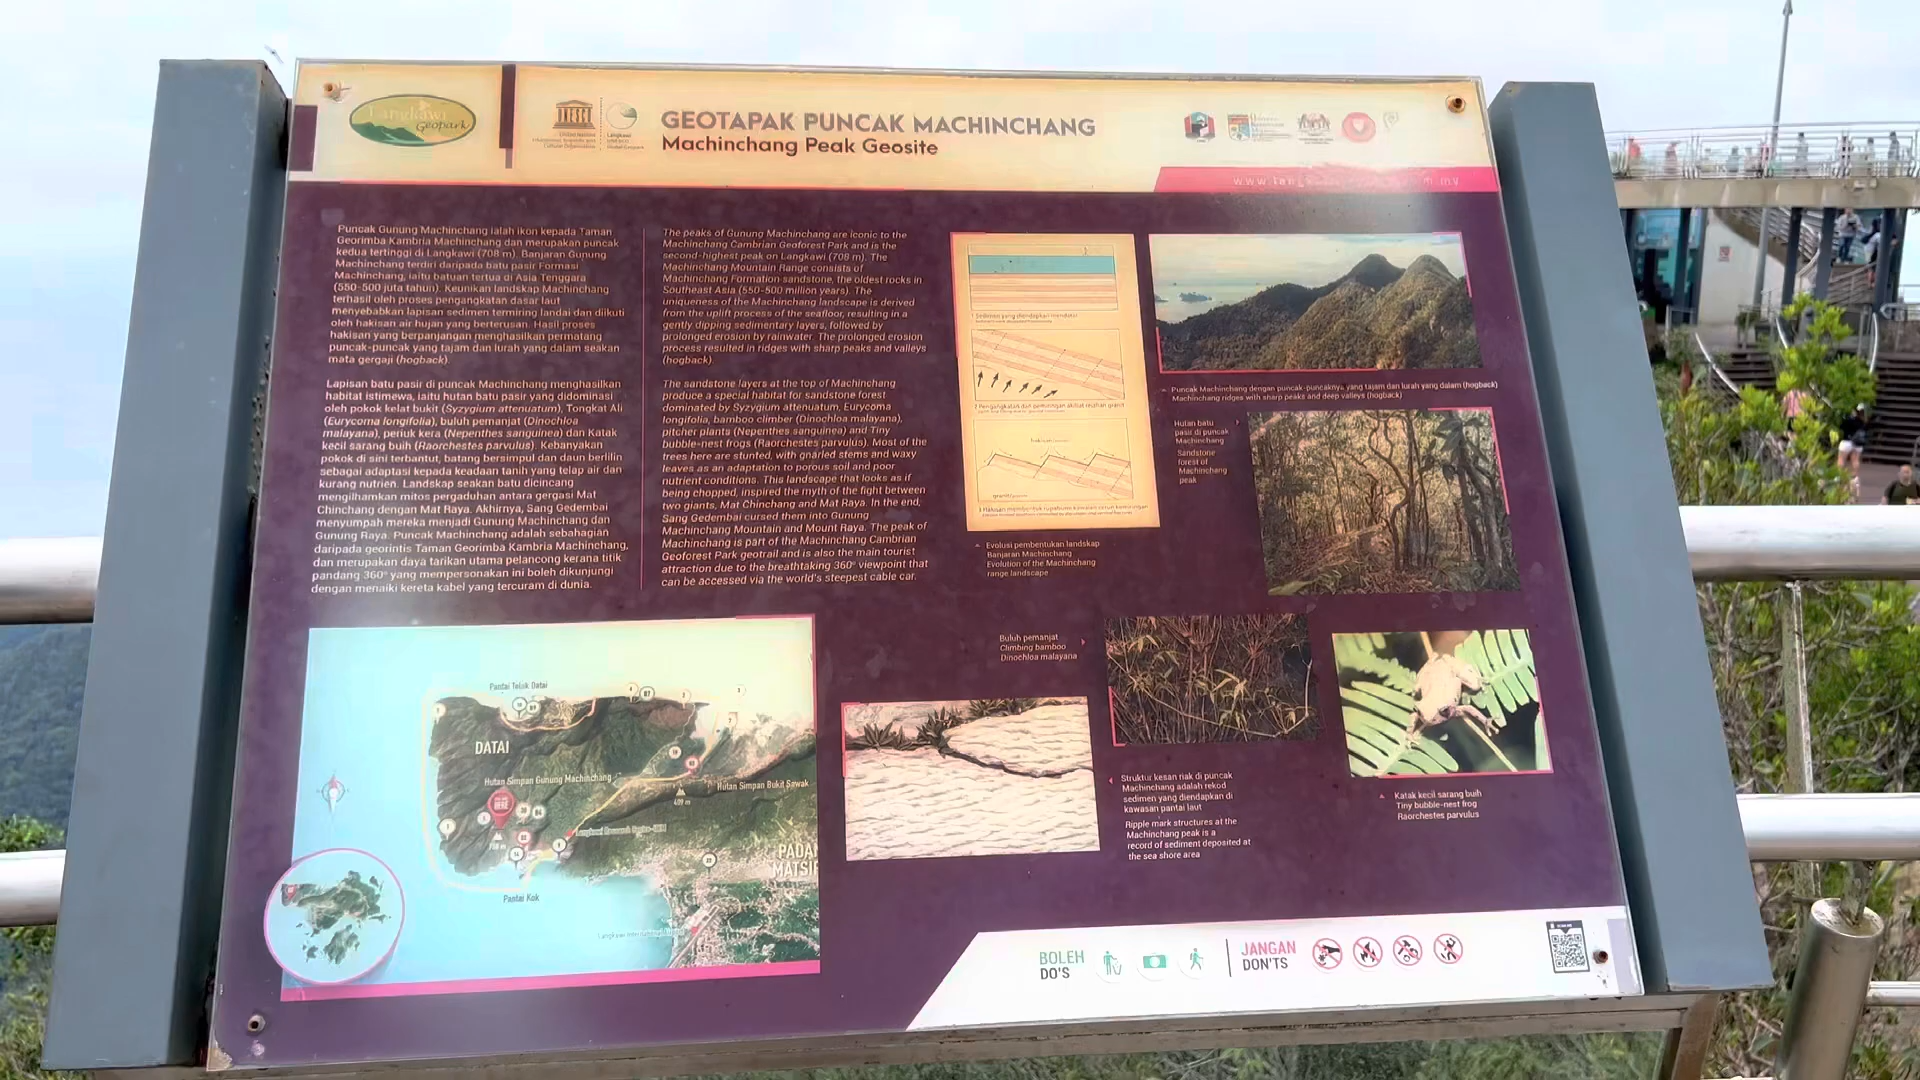 Langkawi
Geopark
UNESCO
Langkawi
GEOTAPAK PUNCAK MACHINCHANG
Machinchang Peak Geosite
Puncak Gunung Machinchang ialah ikon kepada Taman
Georimba Kambria Machinchang dan merupakan puncak
kedua tertinggi di Langkawi (708 m). Banjaran Gunung
Machinchang terdiri daripada batu pasir Formasi
Machinchang, iaitu batuan tertua di Asia Tenggara
(550-500 juta tahun). Keunikan landskap Machinchang
terhasil oleh proses pengangkatan dasar laut
menyebabkan lapisan sedimen termiring landai dan diikuti
oleh hakisan air hujan yang berterusan. Hasil proses
hakisan yang berpanjangan menghasilkan permatang
puncak-puncak yang tajam dan lurah yang dalam seakan
mata gergaji (hogback).
Lapisan batu pasir di puncak Machinchang menghasilkan
habitat istimewa, iaitu hutan batu pasir yang didominasi
oleh pokok kelat bukit (Syzygium attenuatum), Tongkat Ali
(Eurycoma longifolia), buluh pemanjat (Dinochloa
malayana), periuk kera (Nepenthes sanguinea) dan Katak
kecil sarang buih (Raorchestes parvulus). Kebanyakan
pokok di sini terbantut, batang bersimpul dan daun berlilin
sebagai adaptasi kepada keadaan tanih yang telap air dan
kurang nutrien. Landskap seakan batu dicincang
mengilhamkan mitos pergaduhan antara gergasi Mat
Chinchang dengan Mat Raya. Akhirnya, Sang Gedembai
menyumpah mereka menjadi Gunung Machinchang dan
Gunung Raya. Puncak Machinchang adalah sebahagian
daripada georintis Taman Georimba Kambria Machinchang,
dan merupakan daya tarikan utama pelancong kerana titik
pandang 360° yang mempersonakan ini boleh dikunjungi
dengan menaiki kereta kabel yang tercuram di dunia.
The peaks of Gunung Machinchang are iconic to the
Machinchang Cambrian Geoforest Park and is the
second-highest peak on Langkawi (708 m). The
Machinchang Mountain Range consists of
Machinchang Formation sandstone, the oldest rocks in
Southeast Asia (550-500 million years). The
uniqueness of the Machinchang landscape is derived
from the uplift process of the seafloor, resulting in a
gently dipping sedimentary layers, followed by
prolonged erosion by rainwater. The prolonged erosion
process resulted in ridges with sharp peaks and valleys
(hogback).
The sandstone layers at the top of Machinchang
produce a special habitat for sandstone forest
dominated by Syzygium attenuatum, Eurycoma
longifolia, bamboo climber (Dinochloa malayana),
pitcher plants (Nepenthes sanguinea) and Tiny
bubble-nest frogs (Raorchestes parvulus). Most of the
trees here are stunted, with gnarled stems and waxy
leaves as an adaptation to porous soil and poor
nutrient conditions. This landscape that looks as if
being chopped, inspired the myth of the fight between
two giants, Mat Chinchang and Mat Raya. In the end,
Sang Gedembai cursed them into Gunung
Machinchang Mountain and Mount Raya. The peak of
Machinchang is part of the Machinchang Cambrian
Geoforest Park geotrail and is also the main tourist
attraction due to the breathtaking 360° viewpoint that
can be accessed via the world's steepest cable car.
1 Sedimen yang diendapkan mendatar
2 Pengangkatan dan pemiringan akibat rejahan granit
hakisan
granit
Evolusi pembentukan landskap
Banjaran Machinchang
Evolution of the Machinchang
range landscape
Puncak Machinchang dengan puncak-puncaknya yang tajam dan lurah yang dalam (hogback)
Machinchang ridges with sharp peaks and deep valleys (hogback)
Hutan batu
pasir di puncak
Machinchang
Sandstone
forest of
Machinchang
peak
Buluh pemanjat
Climbing bamboo
Dinochloa malayana
Struktur kesan riak di puncak
Machinchang adalah rekod
sedimen yang diendapkan di
kawasan pantai laut
Ripple mark structures at the
Machinchang peak is a
record of sediment deposited at
the sea shore area
Katak kecil sarang buih
Tiny bubble-nest frog
Raorchestes parvulus
Pantai Teluk Datai
DATAI
Hutan Simpan Gunung Machinchang
Hutan Simpan Bukit Sawak
HERE
409 m
708 m
PADANG
MATSIR
Pantai Kok
Langkawi International Airport
BOLEH
DO'S
JANGAN
DON'TS